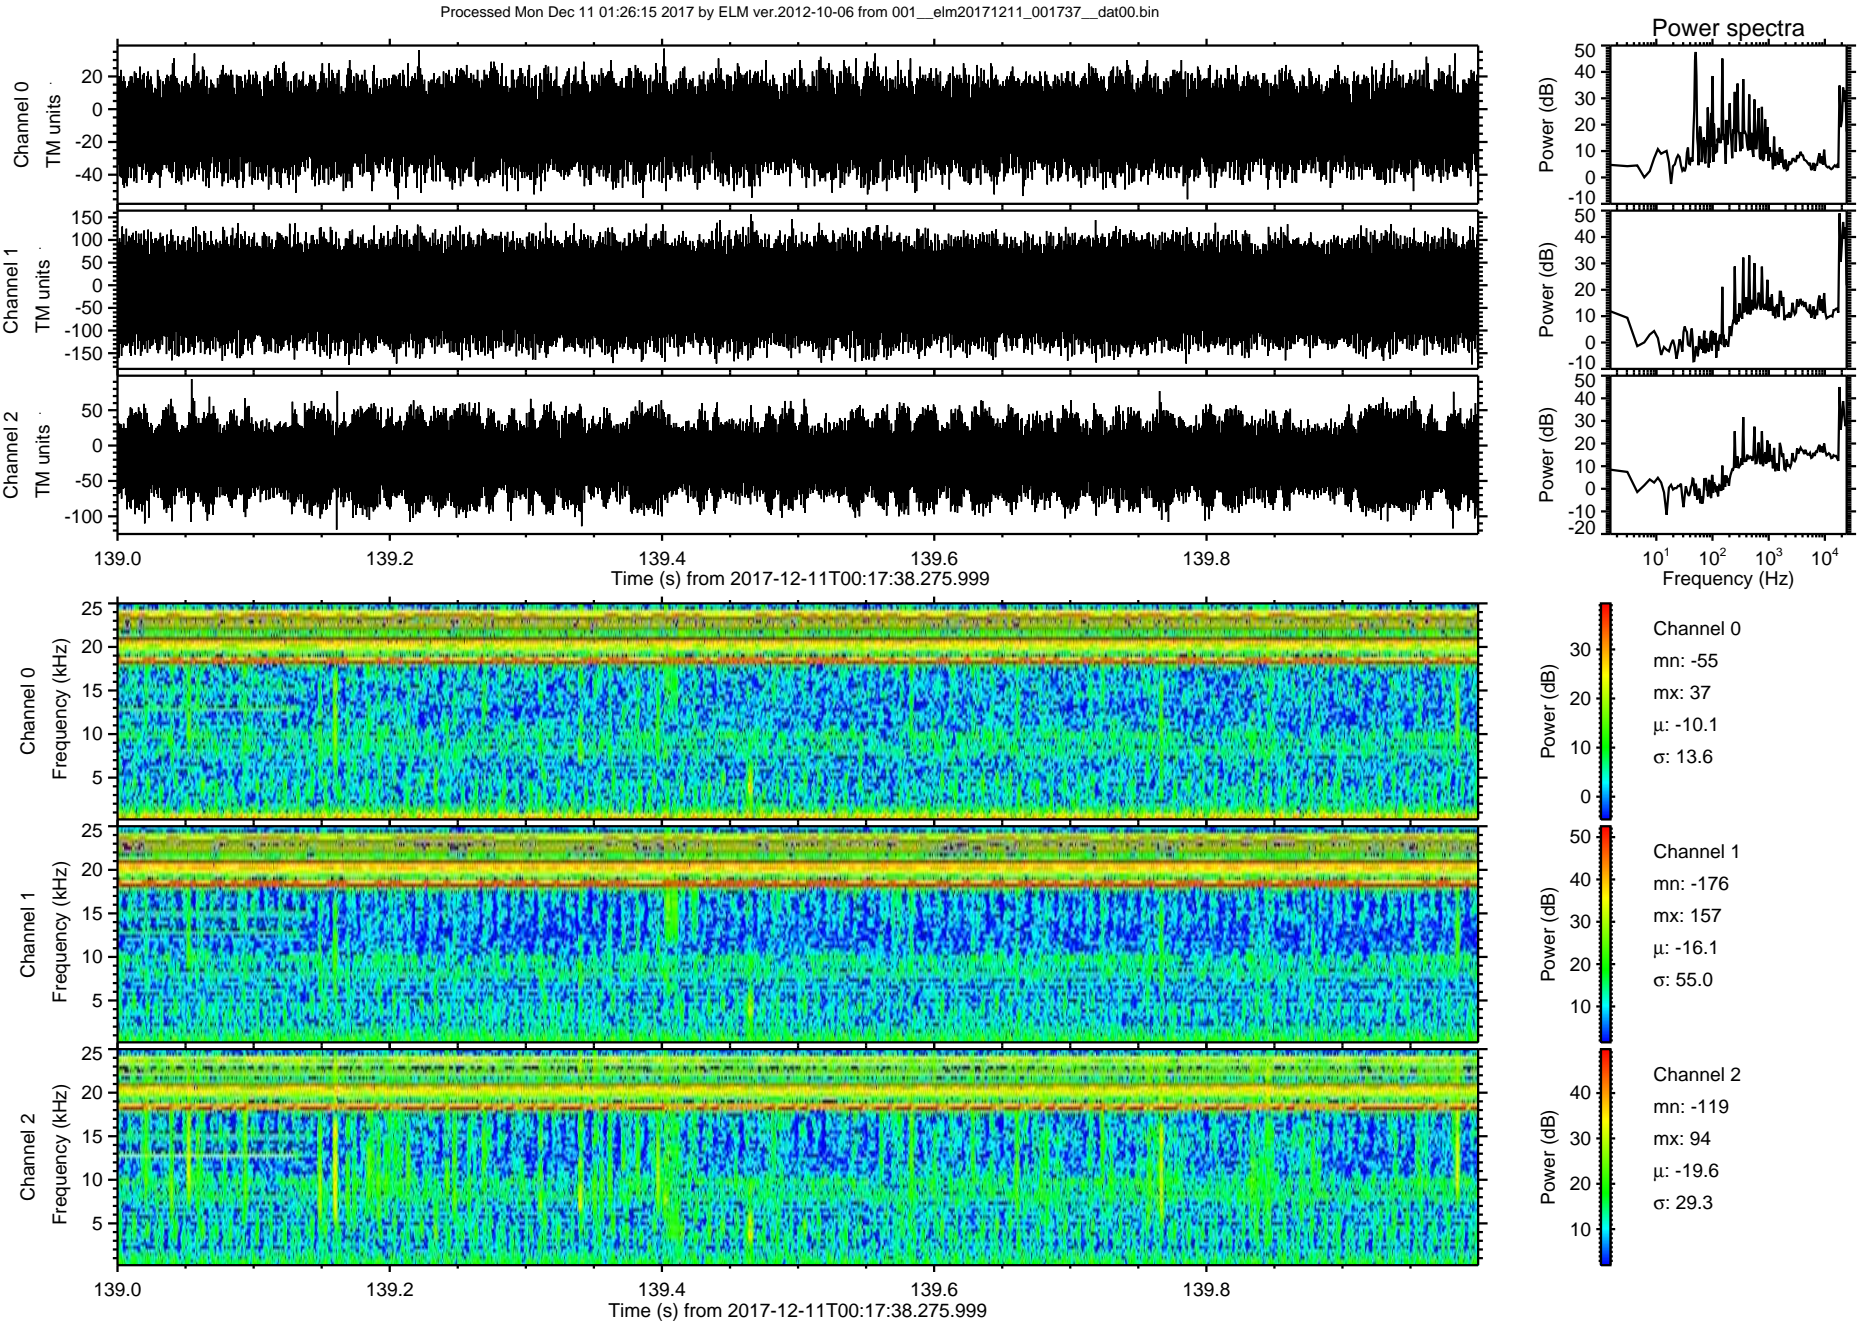 Processed Mon Dec 11 01:26:15 2017 by ELM ver.2012-10-06 from 001__elm20171211_001737__dat00.bin
Power spectra
Channel 0
TM units
20
0
-20
-40
Power (dB)
50
40
30
20
10
0
-10
Channel 1
TM units
150
100
50
0
-50
-100
-150
Power (dB)
50
40
30
20
10
0
-10
Channel 2
TM units
50
0
-50
-100
Power (dB)
50
40
30
20
10
0
-10
-20
139.0 139.2 139.4 139.6 139.8
Time (s) from 2017-12-11T00:17:38.275.999
10^1 10^2 10^3 10^4
Frequency (Hz)
Channel 0
Frequency (kHz)
25
20
15
10
5
Power (dB)
30
20
10
0
Channel 0
mn: -55
mx: 37
μ: -10.1
σ: 13.6
Channel 1
Frequency (kHz)
25
20
15
10
5
Power (dB)
50
40
30
20
10
Channel 1
mn: -176
mx: 157
μ: -16.1
σ: 55.0
Channel 2
Frequency (kHz)
25
20
15
10
5
Power (dB)
40
30
20
10
Channel 2
mn: -119
mx: 94
μ: -19.6
σ: 29.3
139.0 139.2 139.4 139.6 139.8
Time (s) from 2017-12-11T00:17:38.275.999